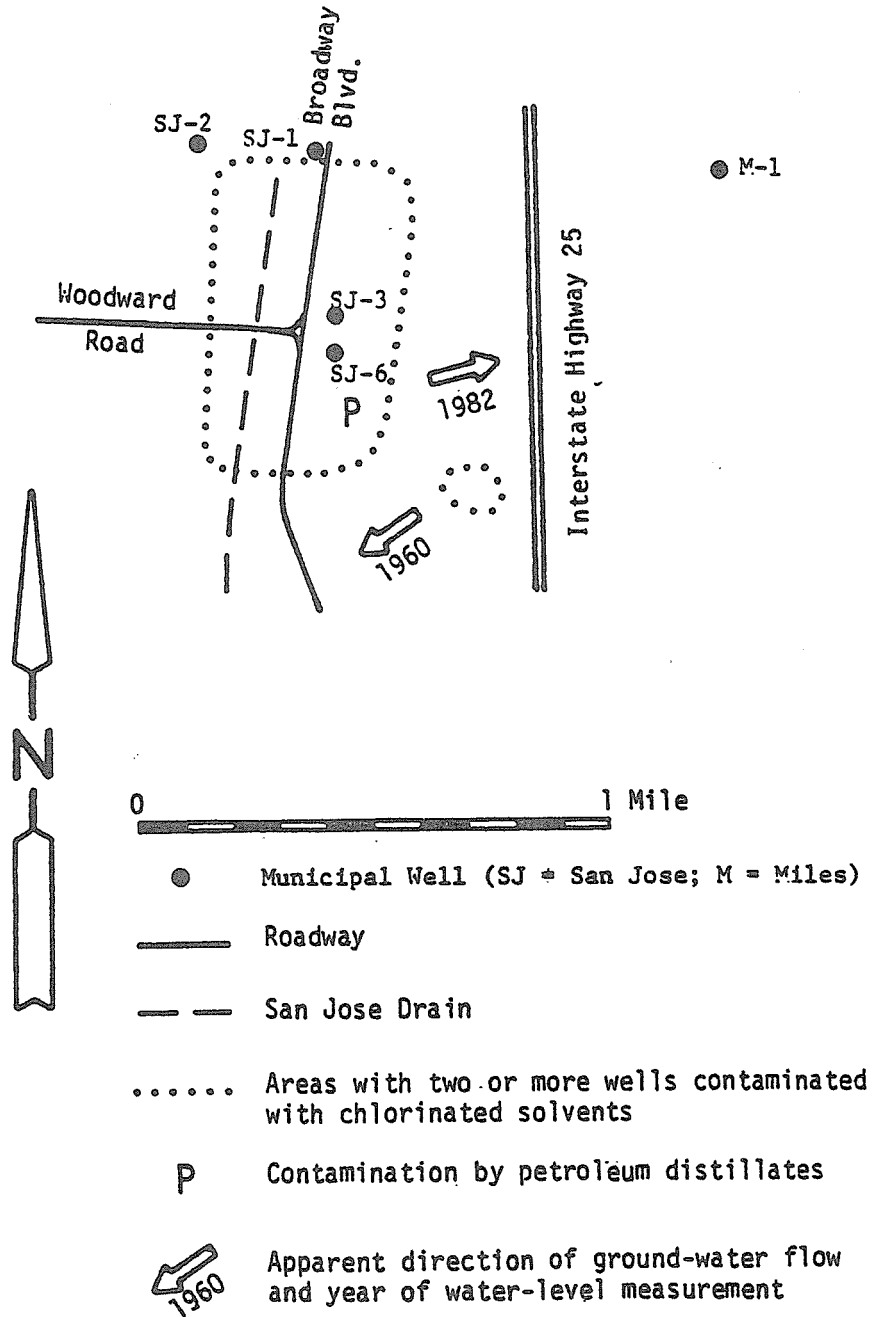 Broadway
Blvd.
SJ-2
SJ-1
M-1
Interstate Highway 25
Woodward
Road
SJ-3
SJ-6
P
1982
1960
N
0
1 Mile
Municipal Well (SJ = San Jose; M = Miles)
Roadway
San Jose Drain
Areas with two or more wells contaminated
with chlorinated solvents
P
Contamination by petroleum distillates
1960
Apparent direction of ground-water flow
and year of water-level measurement